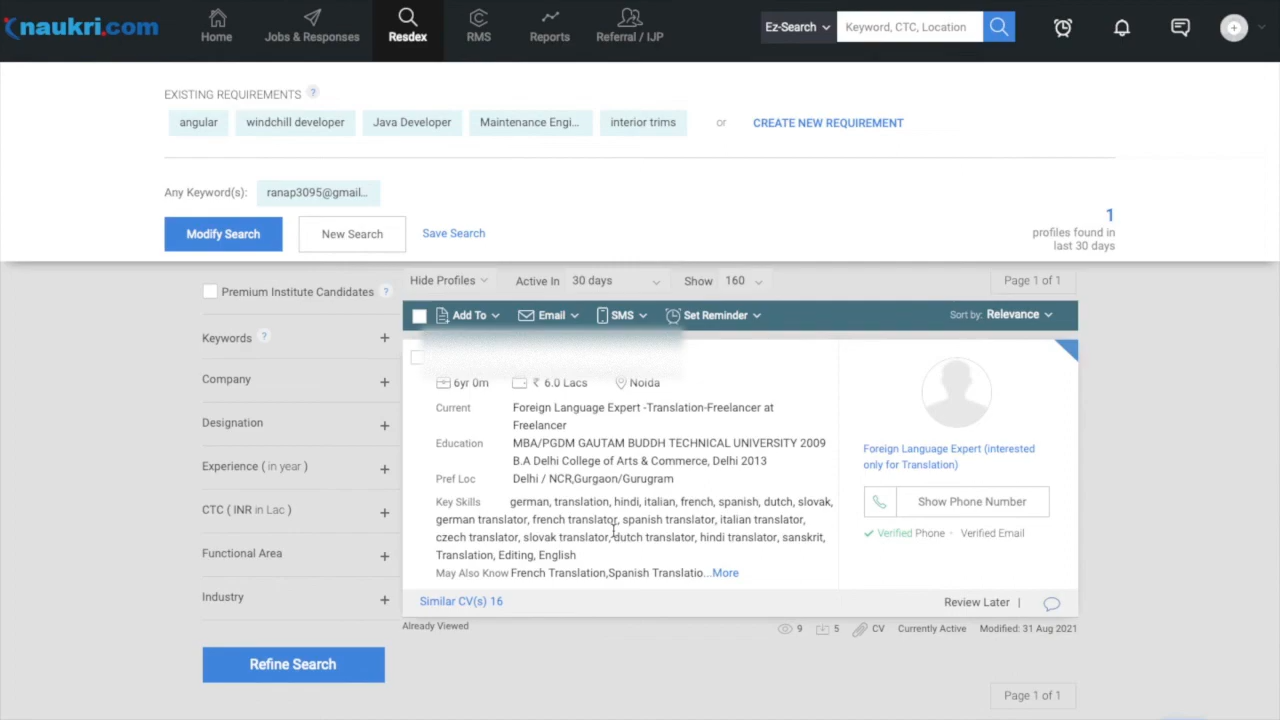 naukri.com
Home
Jobs & Responses
Resdex
RMS
Reports
Referral / IJP
Ez-Search
Keyword, CTC, Location
EXISTING REQUIREMENTS ?
angular
windchill developer
Java Developer
Maintenance Engi...
interior trims
or
CREATE NEW REQUIREMENT
Any Keyword(s):
ranap3095@gmail...
Modify Search
New Search
Save Search
1
profiles found in
last 30 days
Hide Profiles
Active In 30 days
Show 160
Page 1 of 1
Premium Institute Candidates ?
Add To
Email
SMS
Set Reminder
Sort by: Relevance
Keywords ? +
Company +
Designation +
Experience ( in year ) +
CTC ( INR in Lac ) +
Functional Area +
Industry +
Refine Search
6yr 0m
₹ 6.0 Lacs
Noida
Current Foreign Language Expert -Translation-Freelancer at
Freelancer
Education MBA/PGDM GAUTAM BUDDH TECHNICAL UNIVERSITY 2009
B.A Delhi College of Arts & Commerce, Delhi 2013
Pref Loc Delhi / NCR,Gurgaon/Gurugram
Key Skills german, translation, hindi, italian, french, spanish, dutch, slovak,
german translator, french translator, spanish translator, italian translator,
czech translator, slovak translator, dutch translator, hindi translator, sanskrit,
Translation, Editing, English
May Also Know French Translation,Spanish Translatio...More
Foreign Language Expert (interested
only for Translation)
Show Phone Number
Verified Phone
Verified Email
Similar CV(s) 16
Review Later |
Already Viewed
9
5
CV
Currently Active
Modified: 31 Aug 2021
Page 1 of 1